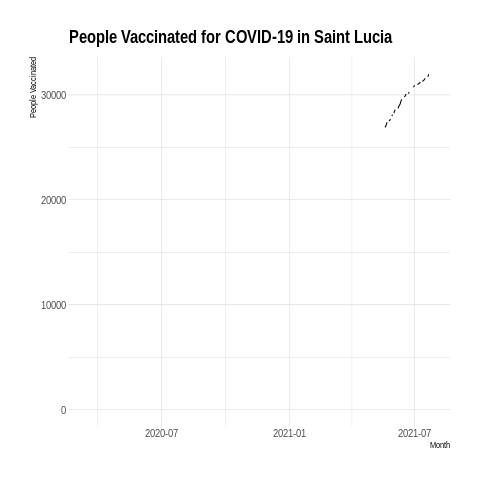 People Vaccinated for COVID-19 in Saint Lucia
People Vaccinated
30000
20000
10000
0
2020-07 2021-01 2021-07
Month